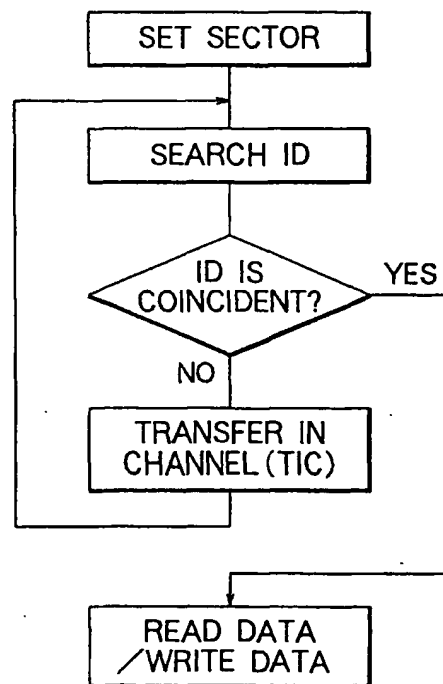 SET SECTOR
SEARCH ID
ID IS
COINCIDENT?
YES
NO
TRANSFER IN
CHANNEL (TIC)
READ DATA
/WRITE DATA